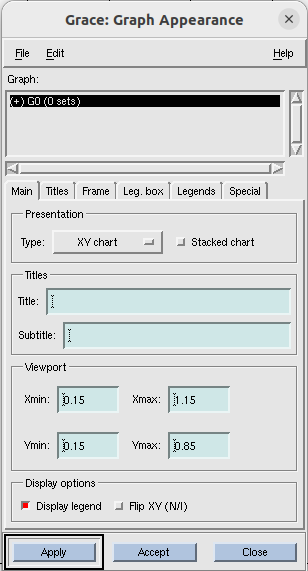 Grace: Graph Appearance
File Edit Help
Graph:
(+) G0 (0 sets)
Main Titles Frame Leg. box Legends Special
Presentation
Type: XY chart Stacked chart
Titles
Title:
Subtitle:
Viewport
Xmin: 0.15 Xmax: 1.15
Ymin: 0.15 Ymax: 0.85
Display options
Display legend Flip XY (N/I)
Apply Accept Close